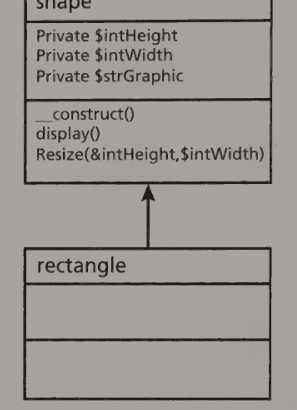 shape
Private $intHeight
Private $intWidth
Private $strGraphic
__construct()
display()
Resize(&intHeight,$intWidth)
rectangle